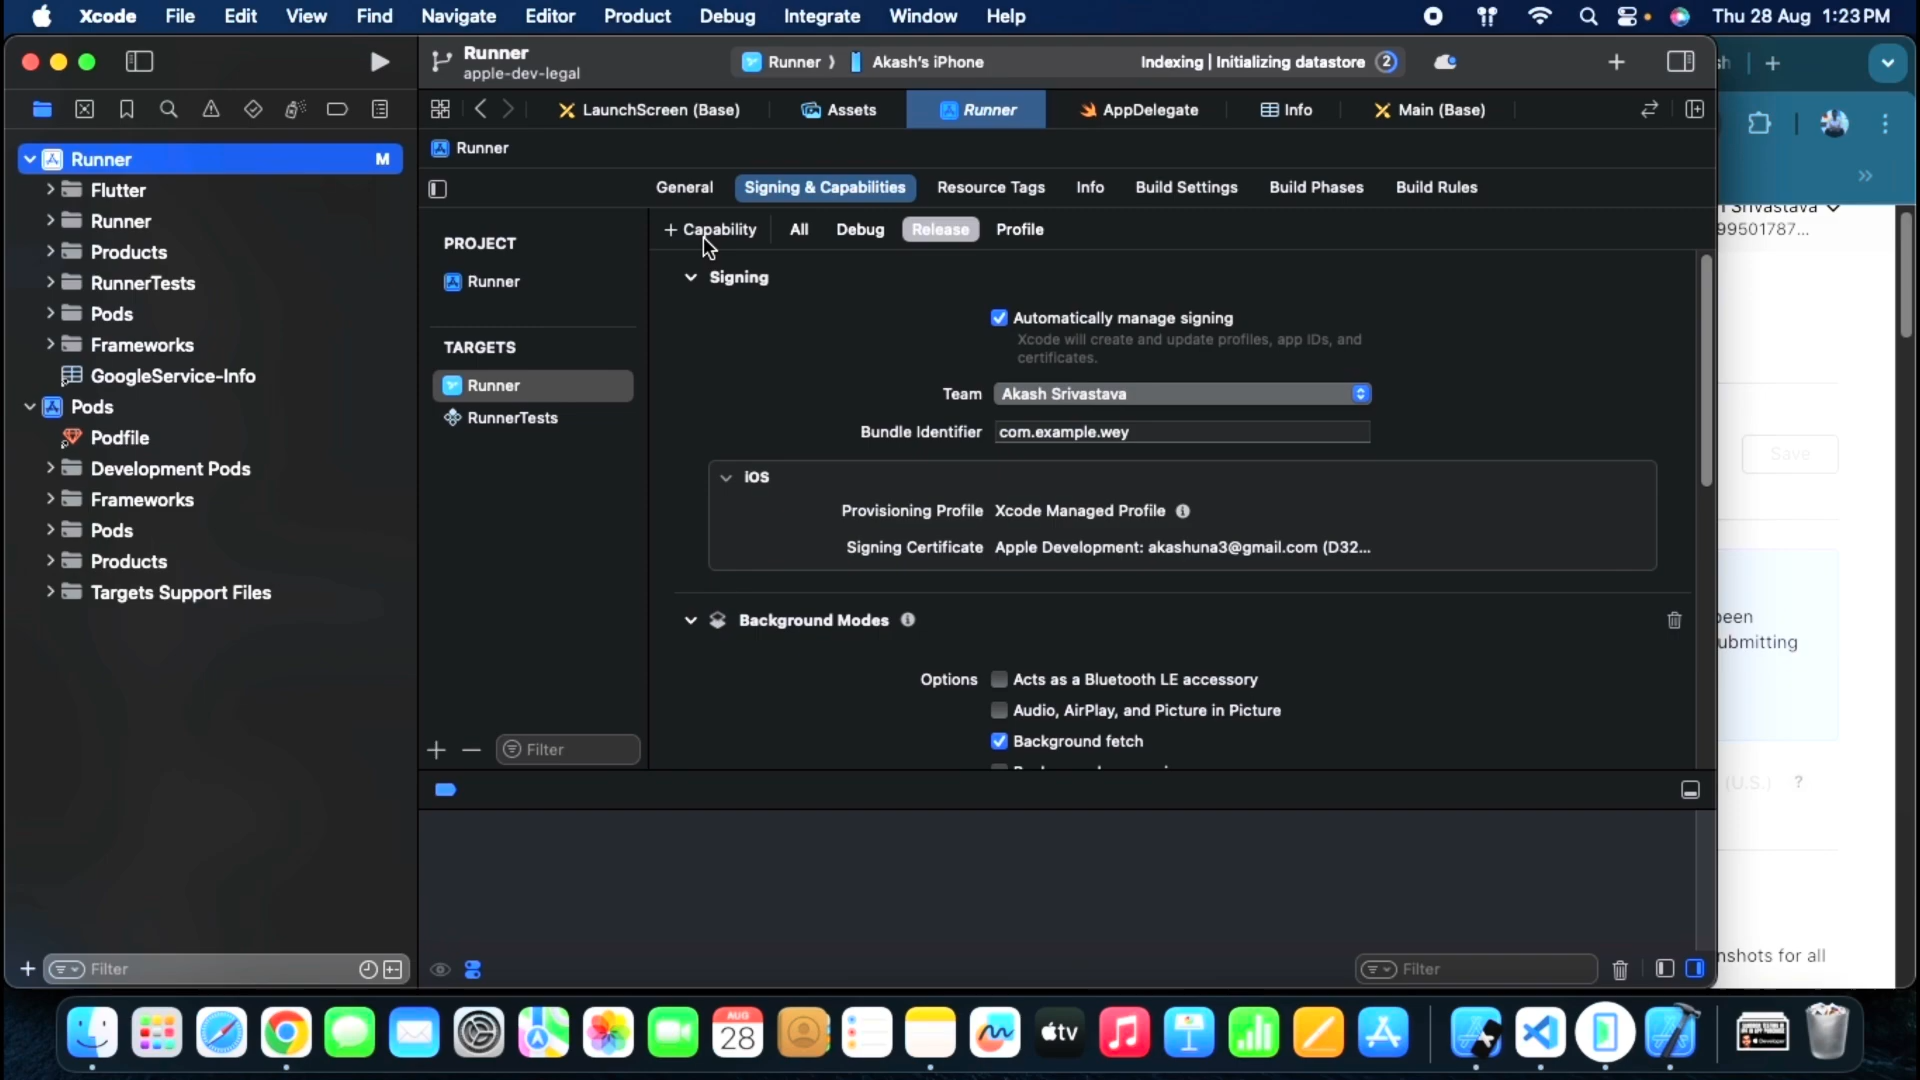 Xcode File Edit View Find Navigate Editor Product Debug Integrate Window Help Thu 28 Aug 1:23 PM
Runner
apple-dev-legal
Runner Akash's iPhone Indexing | Initializing datastore 2
LaunchScreen (Base) Assets Runner AppDelegate Info Main (Base)
Runner M
Flutter
Runner
Products
RunnerTests
Pods
Frameworks
GoogleService-Info
Pods
Podfile
Development Pods
Frameworks
Pods
Products
Targets Support Files
Filter
Runner
General Signing & Capabilities Resource Tags Info Build Settings Build Phases Build Rules
PROJECT
Runner
TARGETS
Runner
RunnerTests
Filter
+ Capability All Debug Release Profile
Signing
Automatically manage signing
Xcode will create and update profiles, app IDs, and
certificates.
Team Akash Srivastava
Bundle Identifier com.example.wey
iOS
Provisioning Profile Xcode Managed Profile
Signing Certificate Apple Development: akashuna3@gmail.com (D32...
Background Modes
Options Acts as a Bluetooth LE accessory
Audio, AirPlay, and Picture in Picture
Background fetch
Filter
sh
Srivastava
99501787...
Save
been
ubmitting
(U.S.) ?
nshots for all
AUG
28
tv